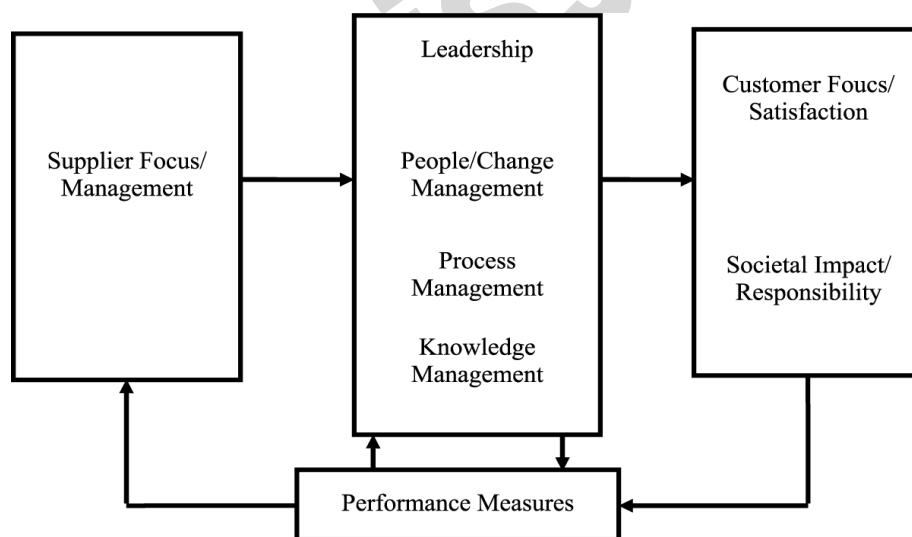 Leadership
Supplier Focus/
Management
People/Change
Management
Process
Management
Knowledge
Management
Customer Foucs/
Satisfaction
Societal Impact/
Responsibility
Performance Measures